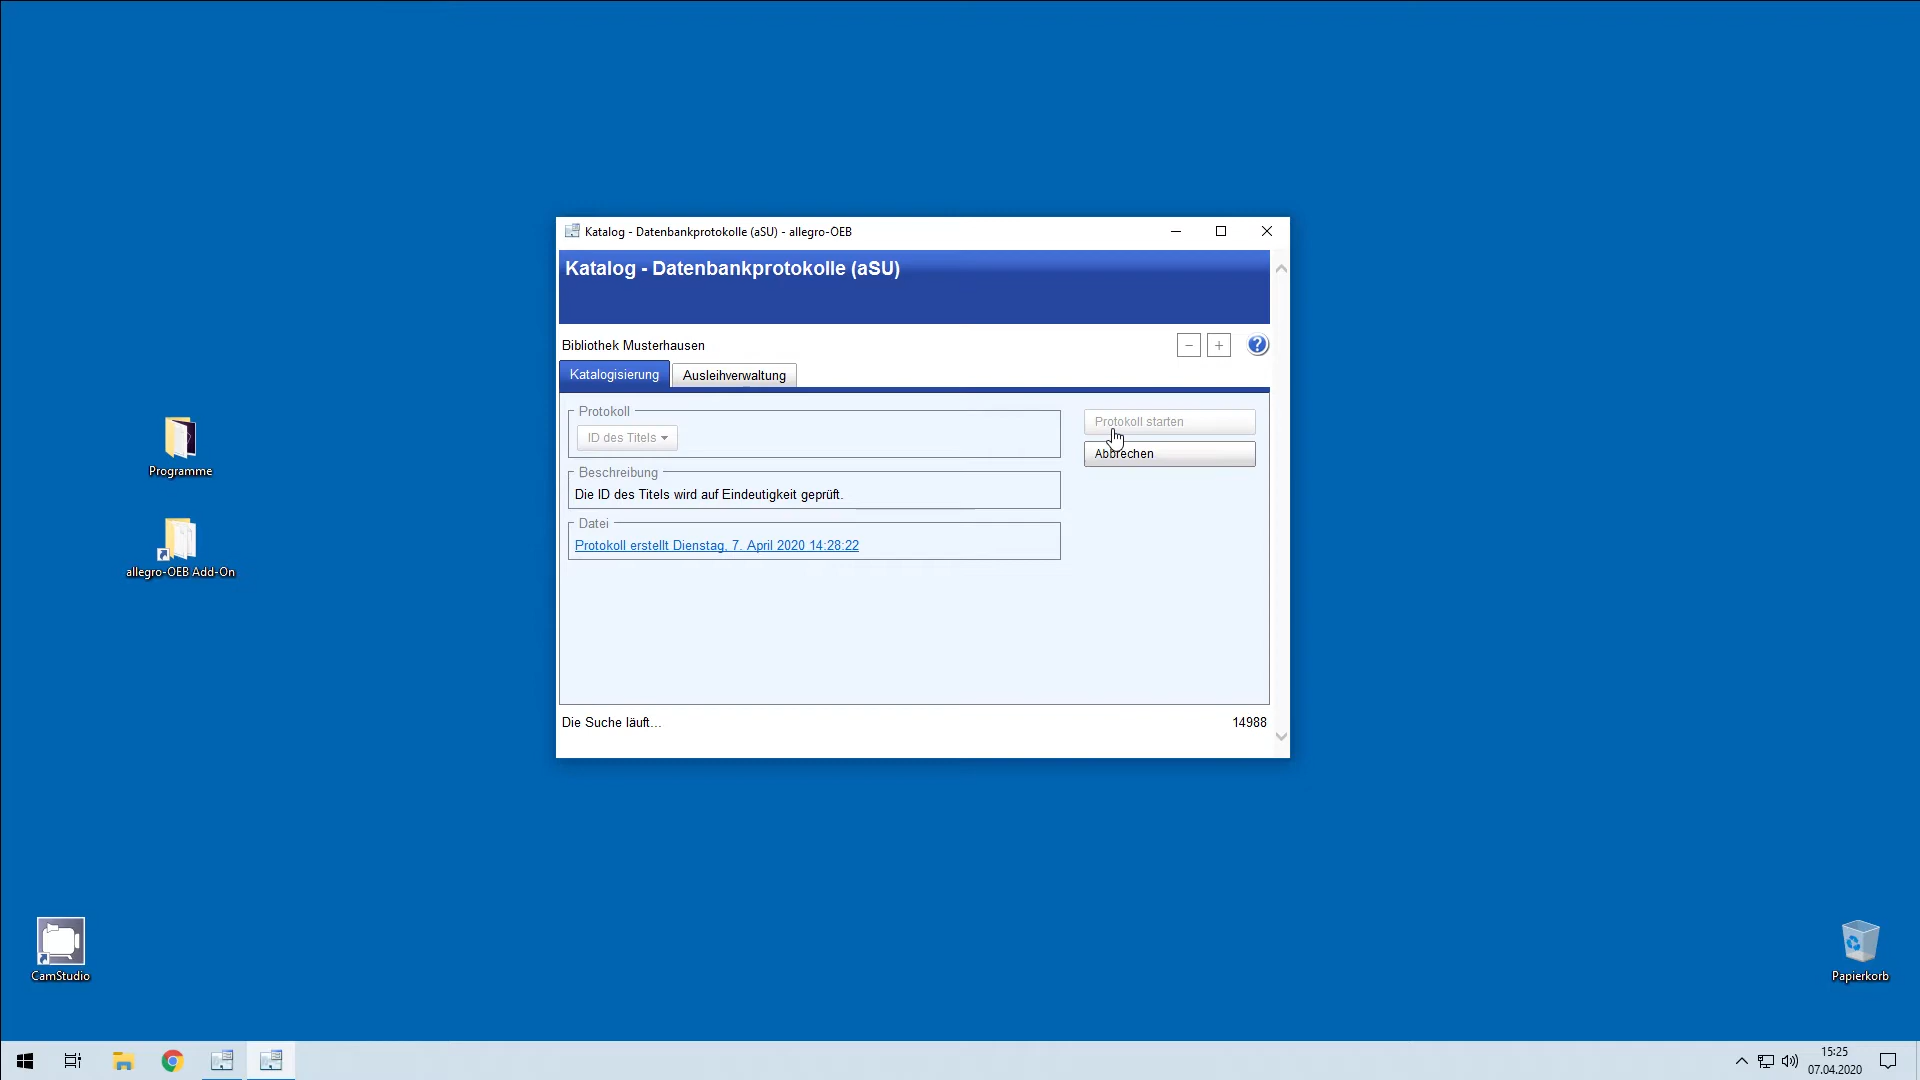 Katalog - Datenbankprotokolle (aSU) - allegro-OEB
Katalog - Datenbankprotokolle (aSU)
Bibliothek Musterhausen
− + ?
Katalogisierung
Ausleihverwaltung
Protokoll
ID des Titels
Protokoll starten
Abbrechen
Beschreibung
Die ID des Titels wird auf Eindeutigkeit geprüft.
Datei
Protokoll erstellt Dienstag, 7. April 2020 14:28:22
Die Suche läuft...
14988
Programme
allegro-OEB Add-On
CamStudio
Papierkorb
15:25
07.04.2020